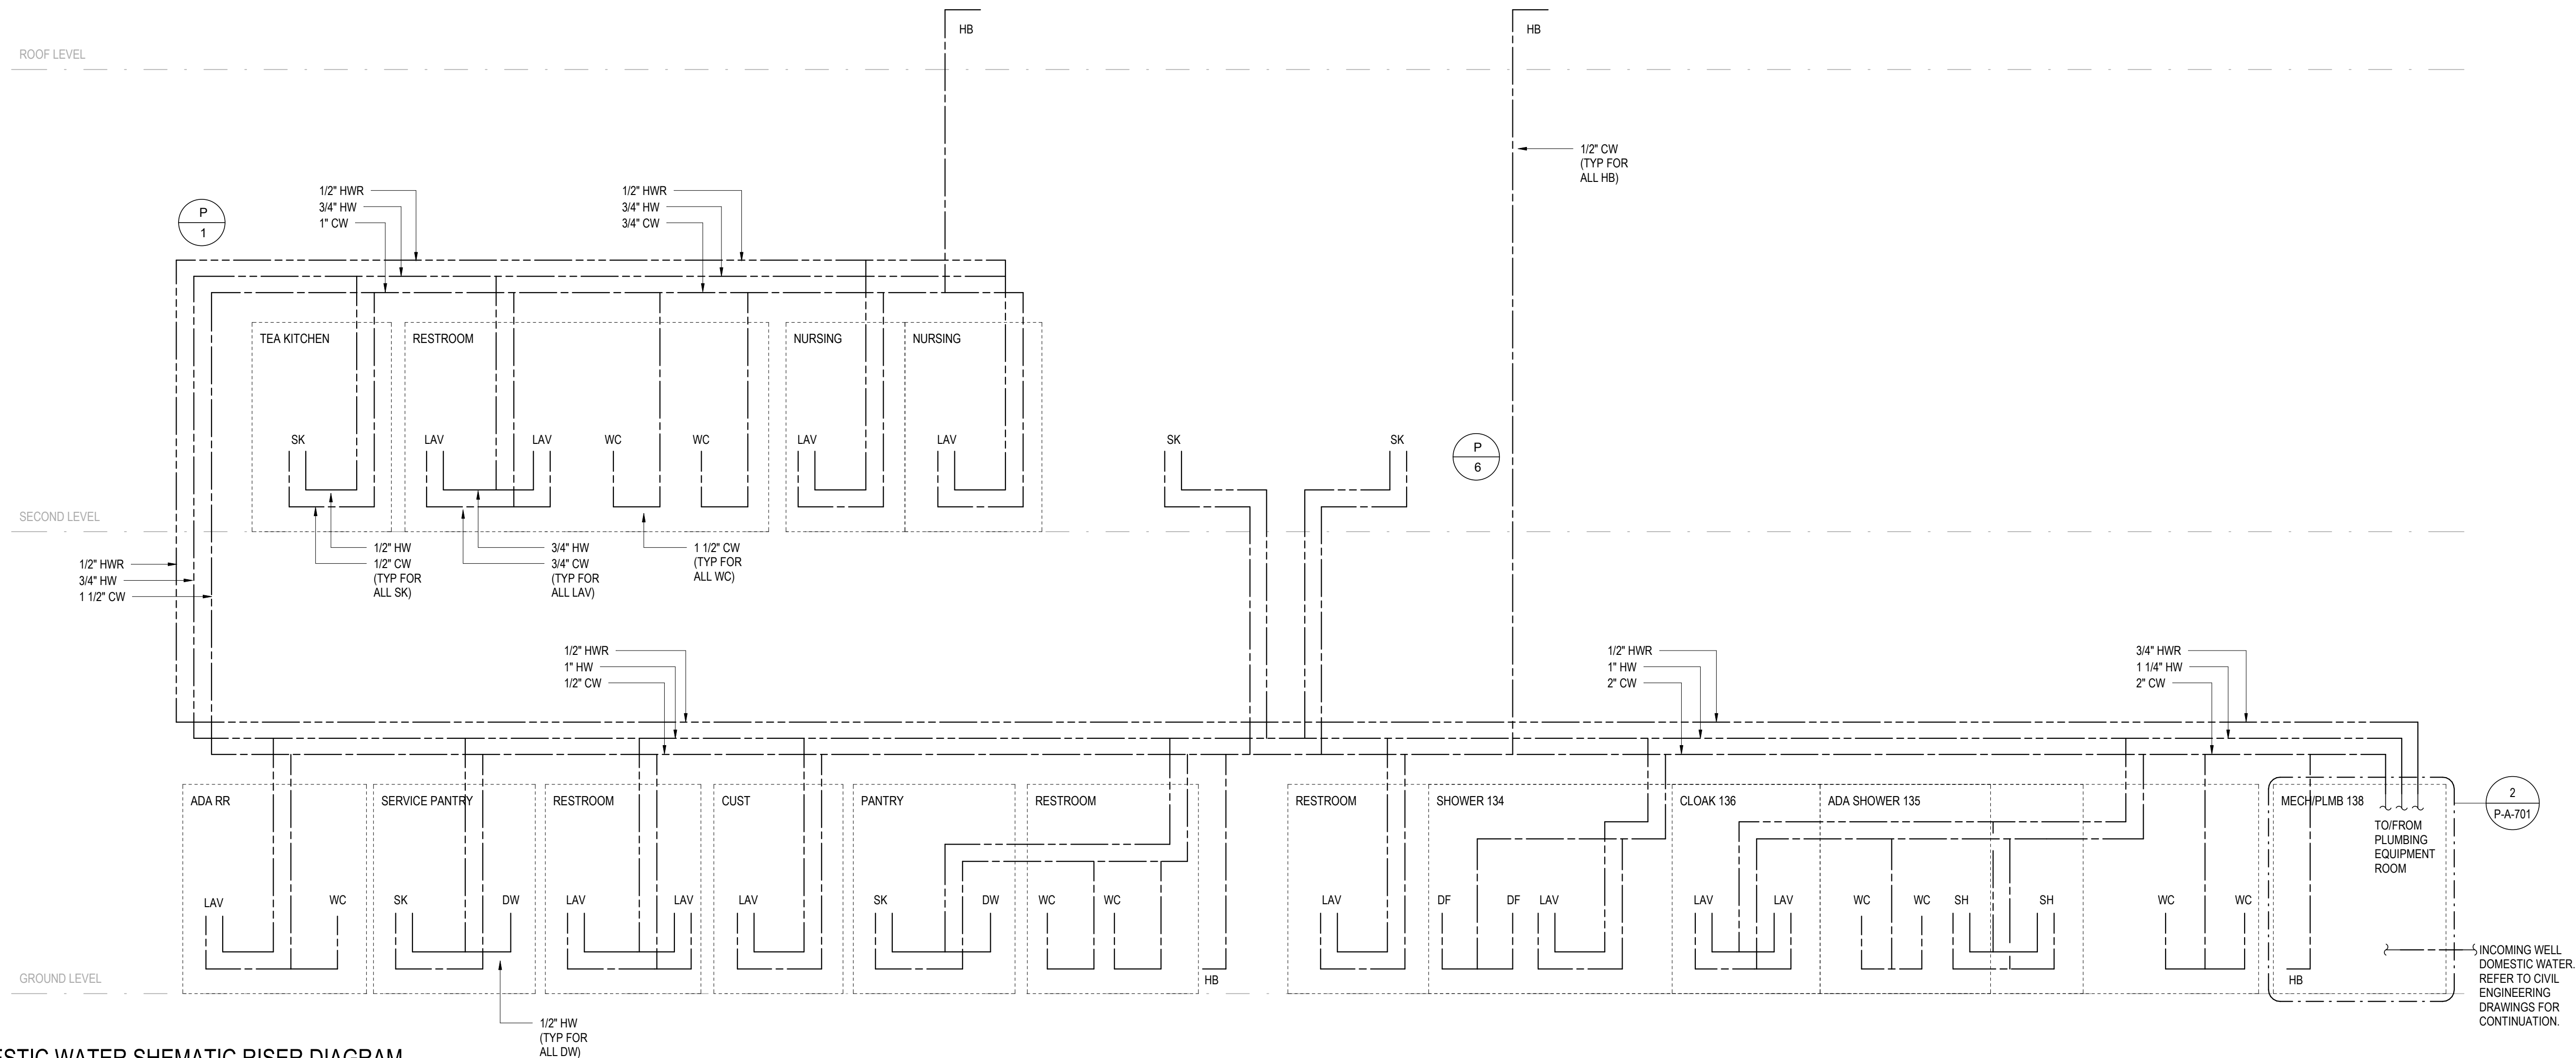 HB
HB
ROOF LEVEL
1/2" CW
(TYP FOR
ALL HB)
P
1
1/2" HWR
3/4" HW
1" CW
1/2" HWR
3/4" HW
3/4" CW
TEA KITCHEN
RESTROOM
NURSING
NURSING
SK
LAV
LAV
WC
WC
LAV
LAV
SK
SK
P
6
SECOND LEVEL
1/2" HW
1/2" CW
(TYP FOR
ALL SK)
3/4" HW
3/4" CW
(TYP FOR
ALL LAV)
1 1/2" CW
(TYP FOR
ALL WC)
1/2" HWR
3/4" HW
1 1/2" CW
1/2" HWR
1" HW
1/2" CW
1/2" HWR
1" HW
2" CW
3/4" HWR
1 1/4" HW
2" CW
ADA RR
SERVICE PANTRY
RESTROOM
CUST
PANTRY
RESTROOM
RESTROOM
SHOWER 134
CLOAK 136
ADA SHOWER 135
MECH/PLMB 138
2
P-A-701
TO/FROM
PLUMBING
EQUIPMENT
ROOM
LAV
WC
SK
DW
LAV
LAV
LAV
SK
DW
WC
WC
LAV
DF
DF
LAV
LAV
LAV
WC
WC
SH
SH
WC
WC
GROUND LEVEL
HB
HB
INCOMING WELL
DOMESTIC WATER.
REFER TO CIVIL
ENGINEERING
DRAWINGS FOR
CONTINUATION.
1/2" HW
(TYP FOR
ALL DW)
ESTIC WATER SHEMATIC RISER DIAGRAM